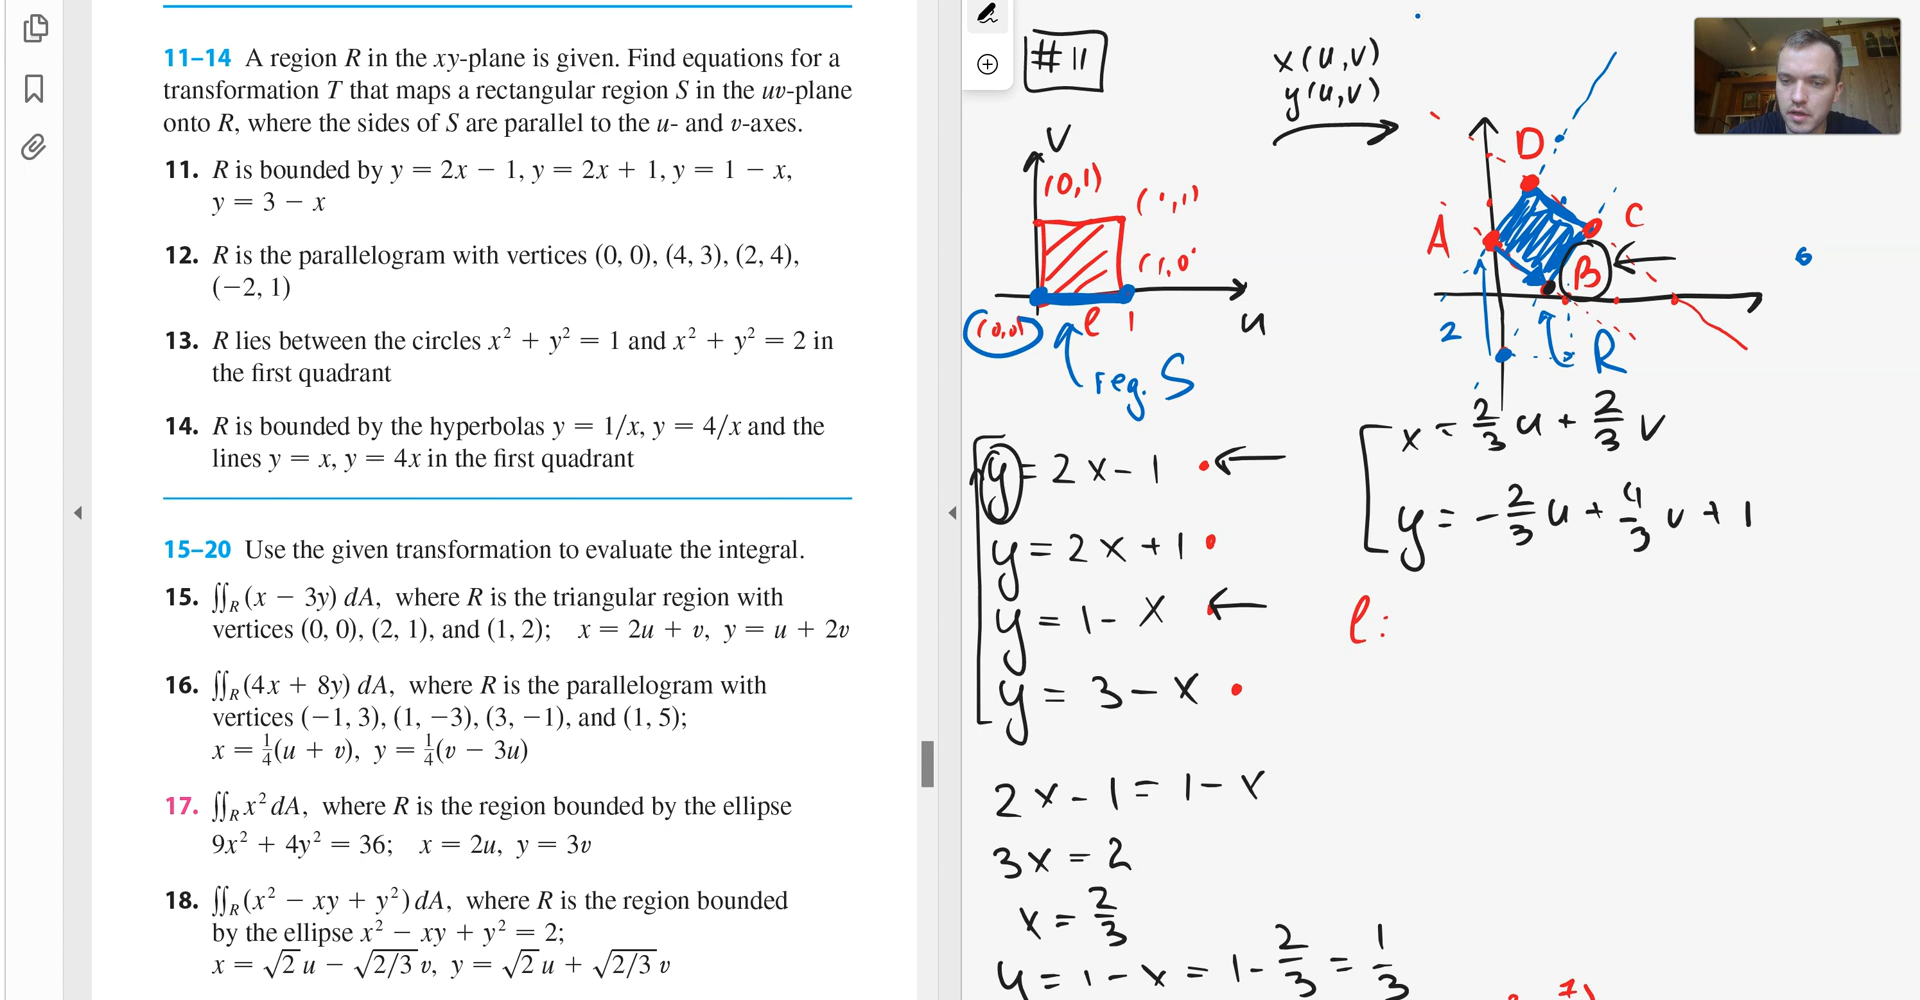 11–14 A region R in the xy-plane is given. Find equations for a
transformation T that maps a rectangular region S in the uv-plane
onto R, where the sides of S are parallel to the u- and v-axes.
11. R is bounded by y = 2x − 1, y = 2x + 1, y = 1 − x,
y = 3 − x
12. R is the parallelogram with vertices (0, 0), (4, 3), (2, 4),
(−2, 1)
13. R lies between the circles x² + y² = 1 and x² + y² = 2 in
the first quadrant
14. R is bounded by the hyperbolas y = 1/x, y = 4/x and the
lines y = x, y = 4x in the first quadrant
15–20 Use the given transformation to evaluate the integral.
15. ∬_R (x − 3y) dA, where R is the triangular region with
vertices (0, 0), (2, 1), and (1, 2); x = 2u + v, y = u + 2v
16. ∬_R (4x + 8y) dA, where R is the parallelogram with
vertices (−1, 3), (1, −3), (3, −1), and (1, 5);
x = 1/4(u + v), y = 1/4(v − 3u)
17. ∬_R x² dA, where R is the region bounded by the ellipse
9x² + 4y² = 36; x = 2u, y = 3v
18. ∬_R (x² − xy + y²) dA, where R is the region bounded
by the ellipse x² − xy + y² = 2;
x = √2 u − √(2/3) v, y = √2 u + √(2/3) v
#11
x(u,v)
y(u,v)
v
(0,1)
(1,1)
(1,0
(0,0)
l
1
u
reg. S
D
A
C
B
2
R
x = 2/3 u + 2/3 v
y = -2/3 u + 4/3 v + 1
y = 2x - 1
y = 2x + 1
y = 1 - x
y = 3 - x
l:
2x - 1 = 1 - x
3x = 2
x = 2/3
y = 1 - x = 1 - 2/3 = 1/3